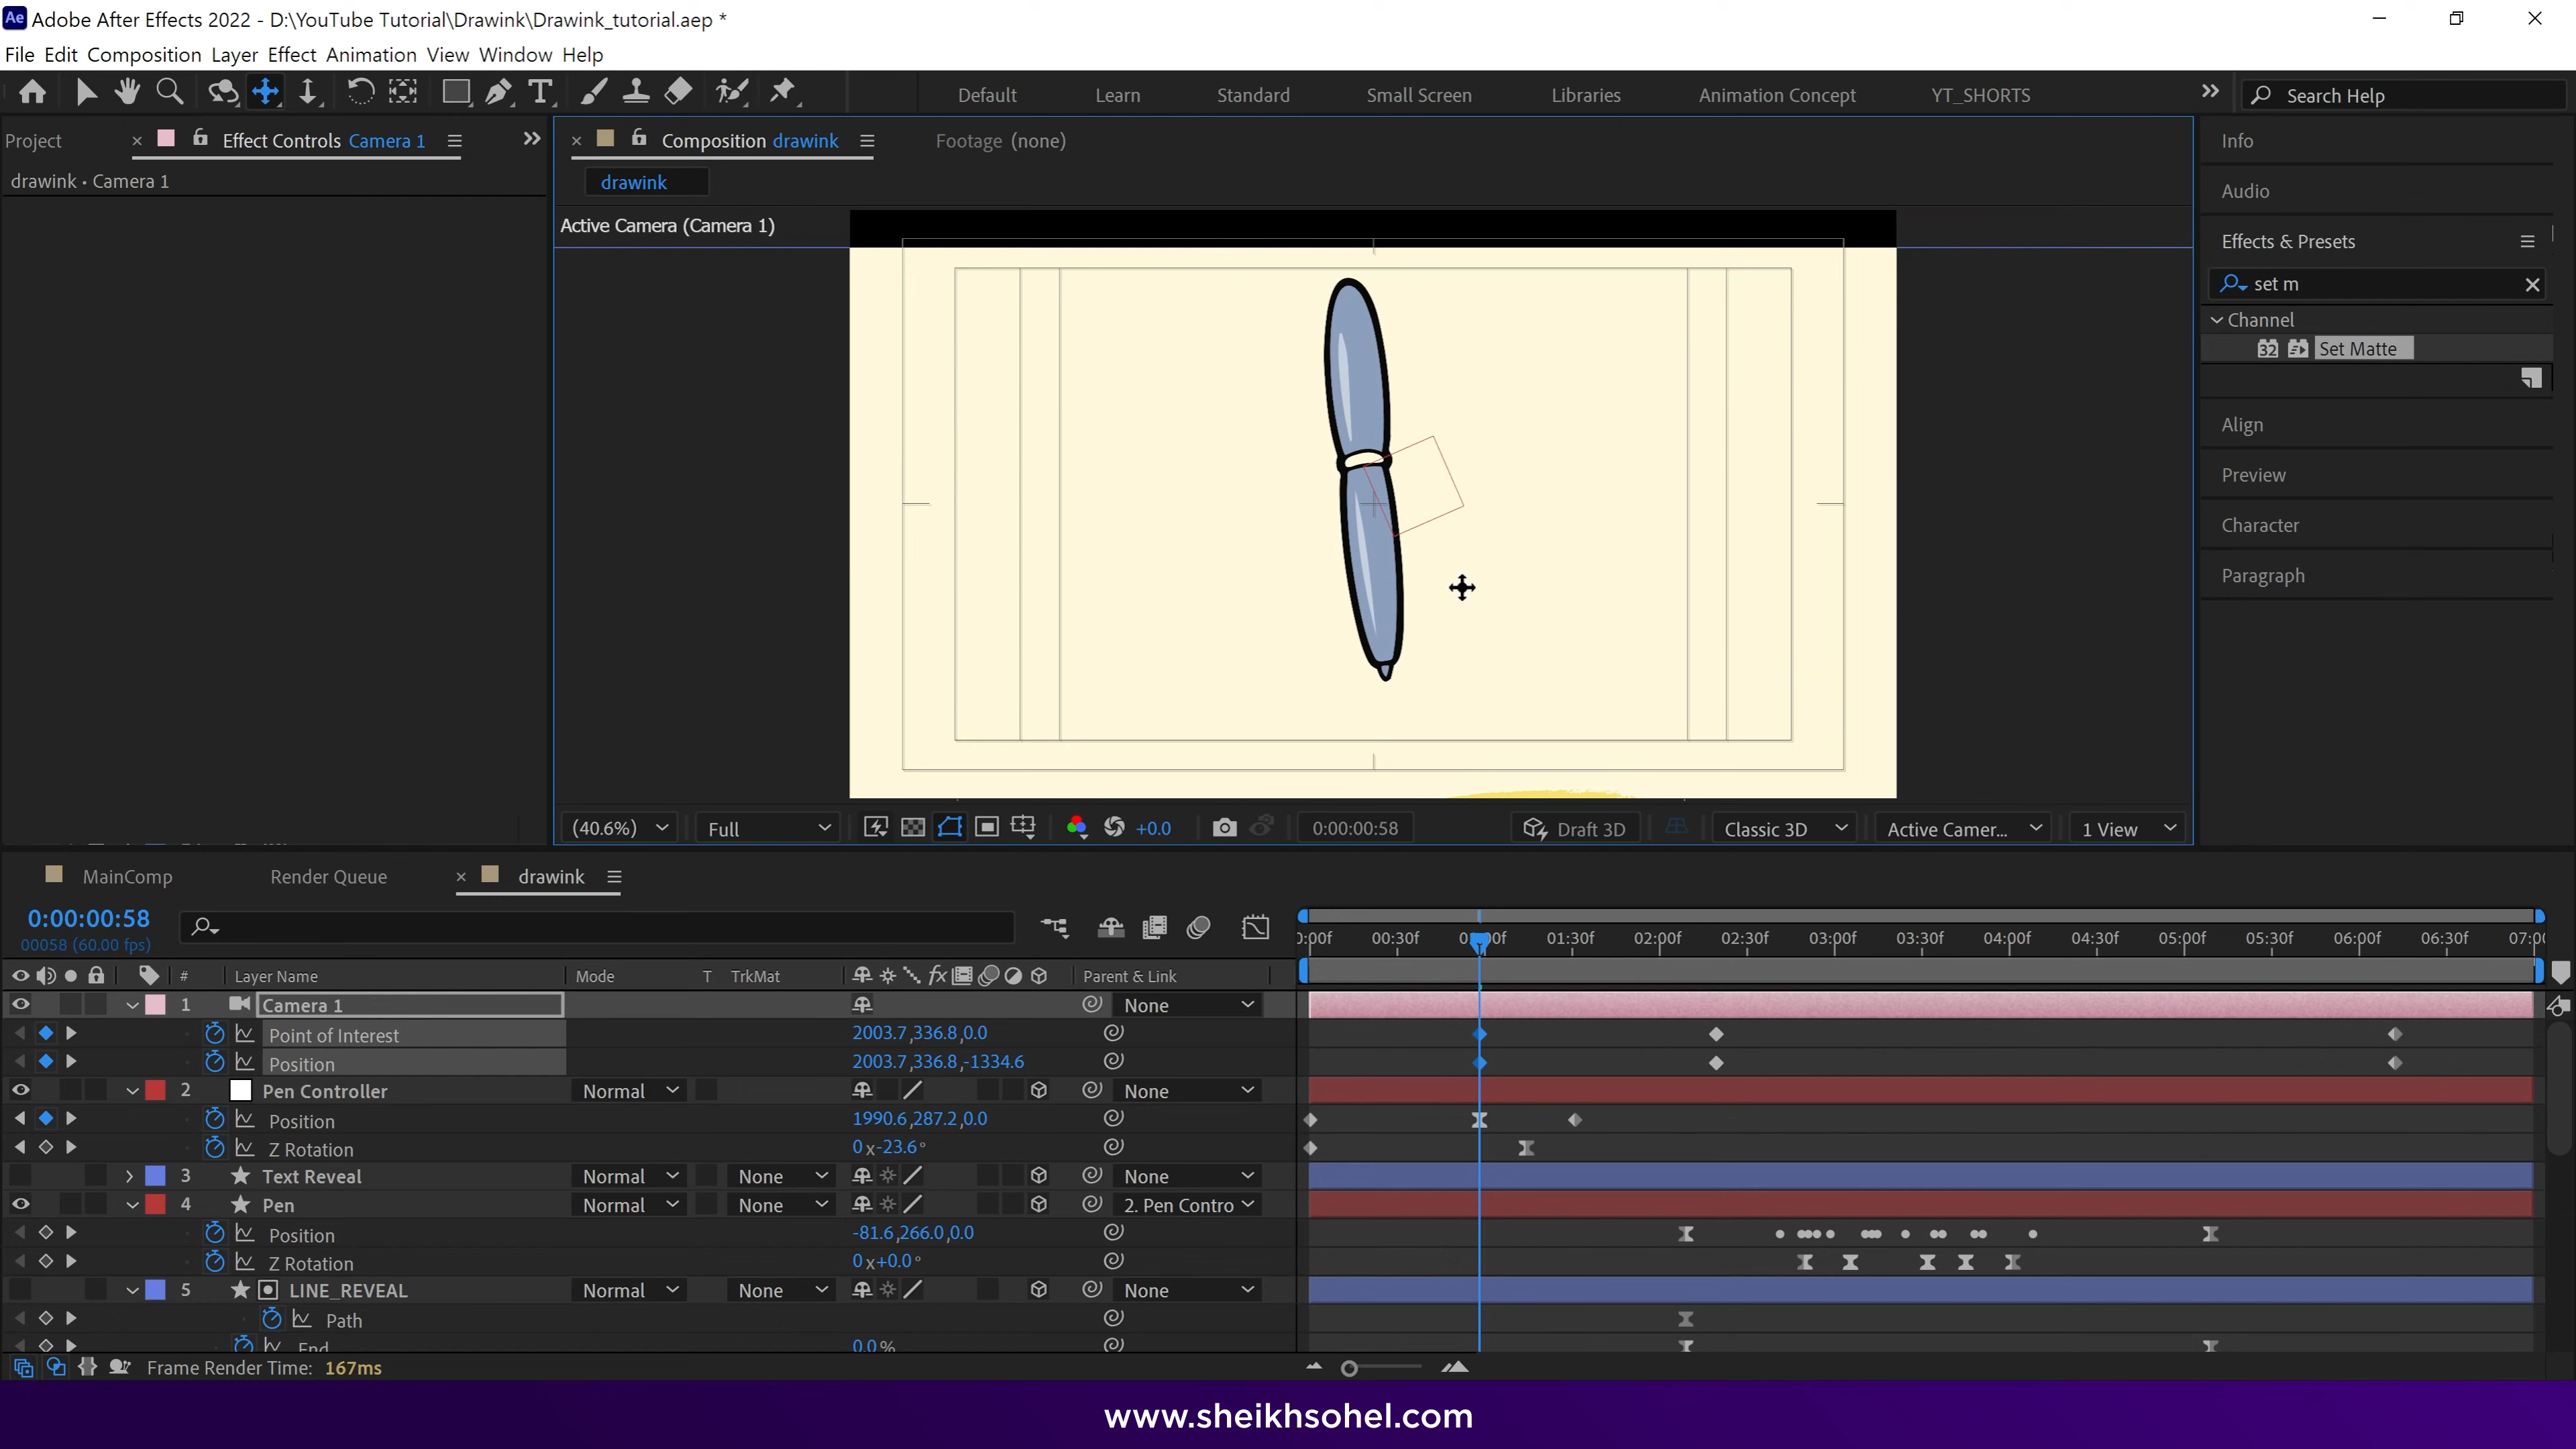 Ae Adobe After Effects 2022 - D:\YouTube Tutorial\Drawink\Drawink_tutorial.aep *
File Edit Composition Layer Effect Animation View Window Help
Default Learn Standard Small Screen Libraries Animation Concept YT_SHORTS Search Help
Project Effect Controls Camera 1 Composition drawink Footage (none) Info
drawink • Camera 1 drawink
Audio
Active Camera (Camera 1)
Effects & Presets
set m
Channel
32 Set Matte
Align
Preview
Character
Paragraph
(40.6%) Full +0.0 0:00:00:58 Draft 3D Classic 3D Active Camer... 1 View
MainComp Render Queue drawink
0:00:00:58
00058 (60.00 fps)
0:00f 00:30f 01:00f 01:30f 02:00f 02:30f 03:00f 03:30f 04:00f 04:30f 05:00f 05:30f 06:00f 06:30f 07:00
# Layer Name Mode T TrkMat fx Parent & Link
1 Camera 1 None
Point of Interest 2003.7,336.8,0.0
Position 2003.7,336.8,-1334.6
2 Pen Controller Normal None
Position 1990.6,287.2,0.0
Z Rotation 0x-23.6°
3 Text Reveal Normal None None
4 Pen Normal None 2. Pen Contro
Position -81.6,266.0,0.0
Z Rotation 0x+0.0°
5 LINE_REVEAL Normal None None
Path
End 0.0%
Frame Render Time: 167ms
www.sheikhsohel.com